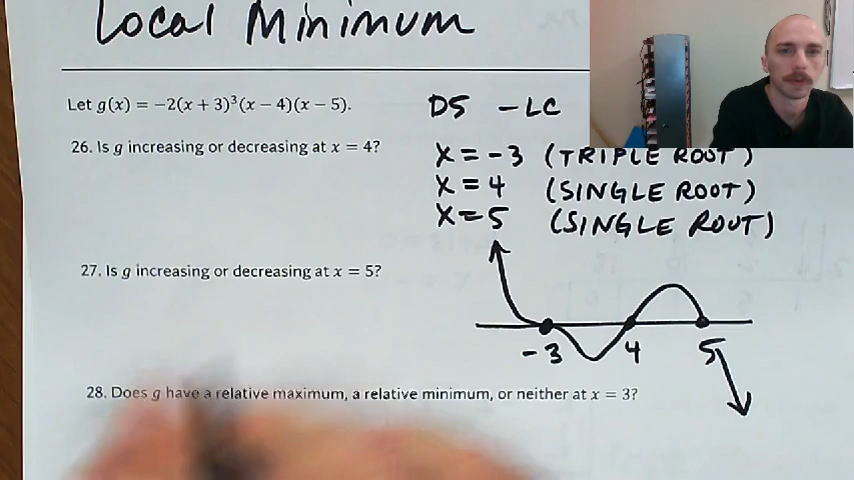 Local Minimum
Let g(x) = −2(x + 3)³(x − 4)(x − 5).
D5 −LC
26. Is g increasing or decreasing at x = 4?
X = −3 (TRIPLE ROOT)
X = 4 (SINGLE ROOT)
X = 5 (SINGLE ROOT)
27. Is g increasing or decreasing at x = 5?
−3 4 5
28. Does g have a relative maximum, a relative minimum, or neither at x = 3?